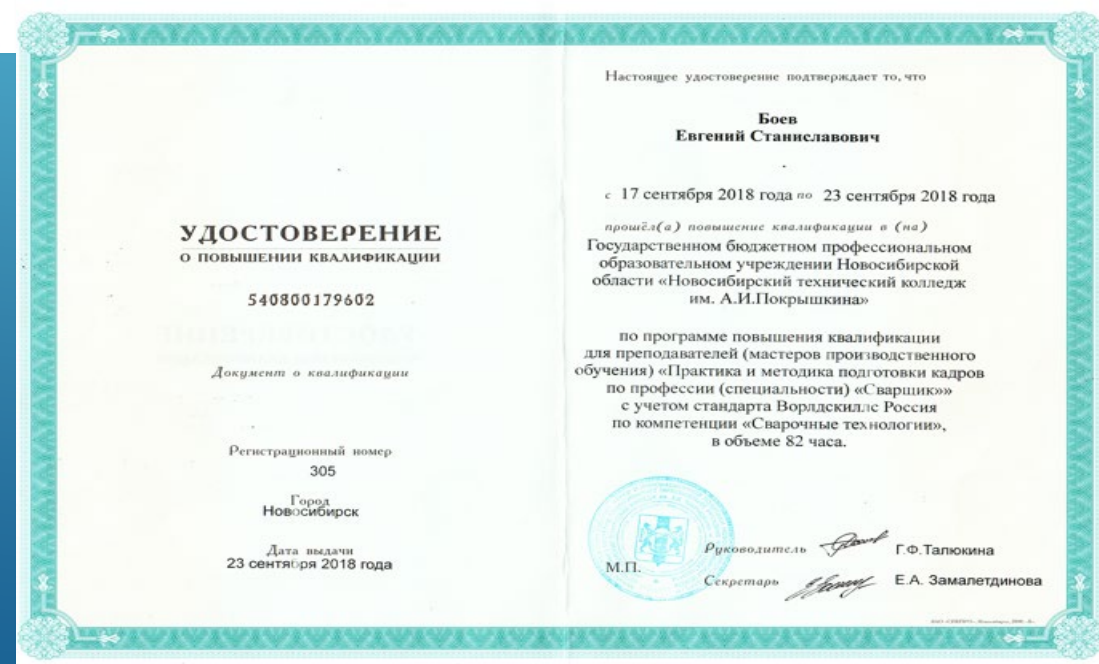 УДОСТОВЕРЕНИЕ
О ПОВЫШЕНИИ КВАЛИФИКАЦИИ
540800179602
Документ о квалификации
Регистрационный номер
305
Город
Новосибирск
Дата выдачи
23 сентября 2018 года
Настоящее удостоверение подтверждает то, что
Боев
Евгений Станиславович
с 17 сентября 2018 года по 23 сентября 2018 года
прошёл(а) повышение квалификации в (на)
Государственном бюджетном профессиональном
образовательном учреждении Новосибирской
области «Новосибирский технический колледж
им. А.И.Покрышкина»
по программе повышения квалификации
для преподавателей (мастеров производственного
обучения) «Практика и методика подготовки кадров
по профессии (специальности) «Сварщик»»
с учетом стандарта Ворлдскиллс Россия
по компетенции «Сварочные технологии»,
в объеме 82 часа.
Руководитель Г.Ф.Талюкина
М.П.
Секретарь Е.А. Замалетдинова